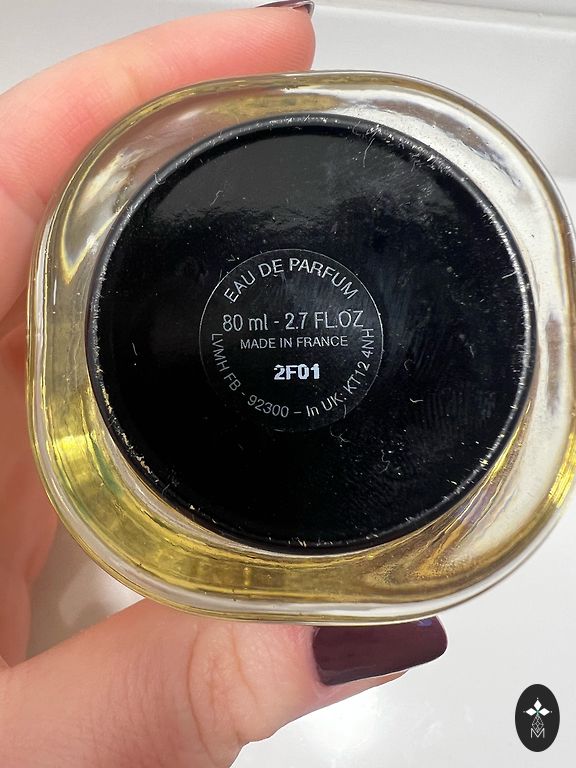 EAU DE PARFUM
80 ml - 2.7 FL.OZ
MADE IN FRANCE
2F01
LVMH FB - 92300 - In UK: KT12 4NH